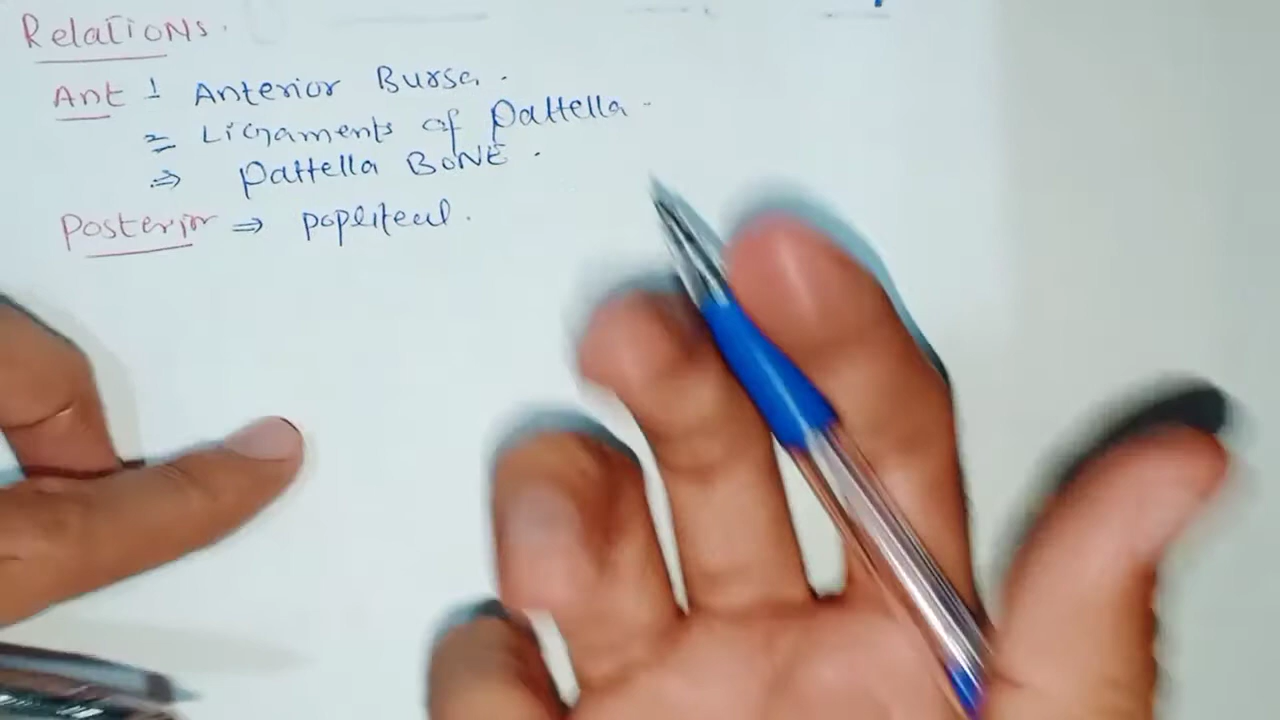 Relations.
Ant ⊥ Anterior Bursa.
= Ligaments of pattella.
⇒ pattella BONE.
Posterior ⇒ popliteal.